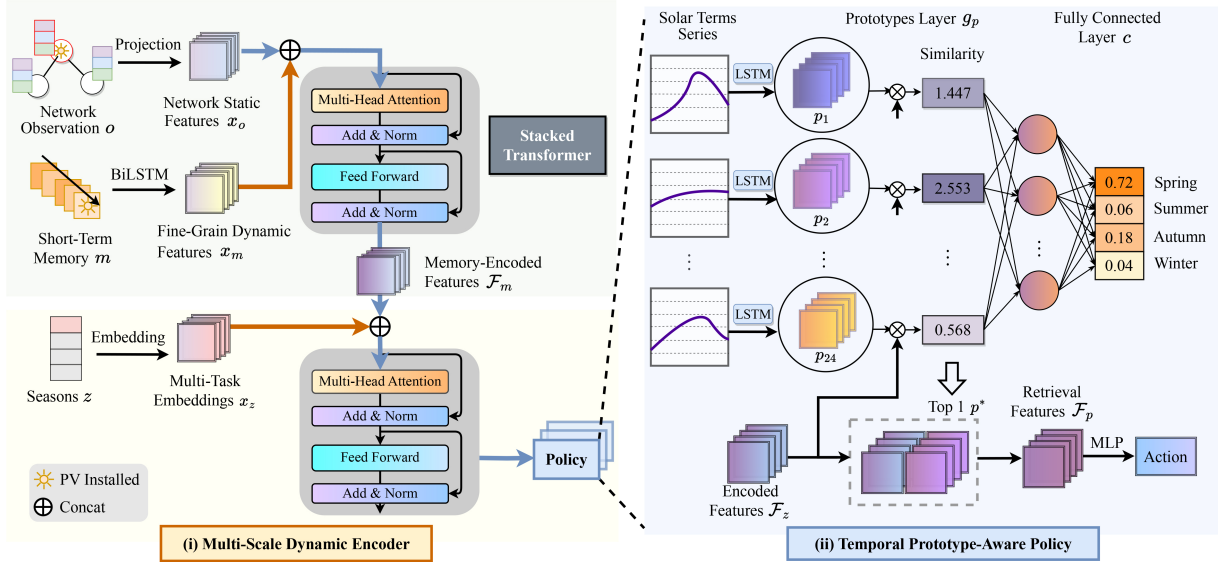 Projection
Network
Observation o
Network Static
Features x_o
BiLSTM
Short-Term
Memory m
Fine-Grain Dynamic
Features x_m
Multi-Head Attention
Add & Norm
Feed Forward
Add & Norm
Stacked
Transformer
Memory-Encoded
Features F_m
Embedding
Seasons z
Multi-Task
Embeddings x_z
Multi-Head Attention
Add & Norm
Feed Forward
Add & Norm
Policy
PV Installed
Concat
(i) Multi-Scale Dynamic Encoder
Solar Terms
Series
Prototypes Layer g_p
Fully Connected
Layer c
Similarity
LSTM
p_1
1.447
LSTM
p_2
2.553
...
...
...
...
LSTM
p_24
0.568
0.72 Spring
0.06 Summer
0.18 Autumn
0.04 Winter
Top 1 p*
Retrieval
Features F_p
MLP
Action
Encoded
Features F_z
(ii) Temporal Prototype-Aware Policy